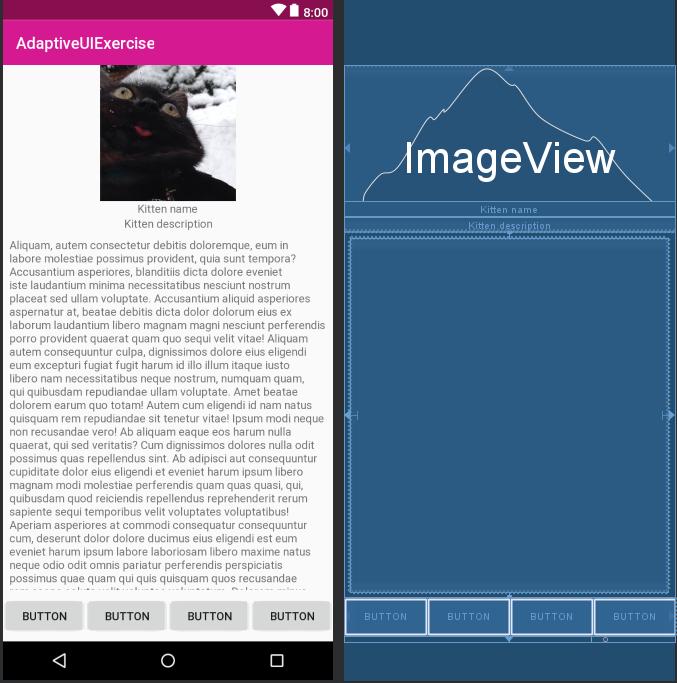 8:00
AdaptiveUIExercise
Kitten name
Kitten description
Aliquam, autem consectetur debitis doloremque, eum in
labore molestiae possimus provident, quia sunt tempora?
Accusantium asperiores, blanditiis dicta dolore eveniet
iste laudantium minima necessitatibus nesciunt nostrum
placeat sed ullam voluptate. Accusantium aliquid asperiores
aspernatur at, beatae debitis dicta dolor dolorum eius ex
laborum laudantium libero magnam magni nesciunt perferendis
porro provident quaerat quam quo sequi velit vitae! Aliquam
autem consequuntur culpa, dignissimos dolore eius eligendi
eum excepturi fugiat fugit harum id illo illum itaque iusto
libero nam necessitatibus neque nostrum, numquam quam,
qui quibusdam repudiandae ullam voluptate. Amet beatae
dolorem earum quo totam! Autem cum eligendi id nam natus
quisquam rem repudiandae sit tenetur vitae! Ipsum modi neque
non recusandae vero! Ab aliquam eaque eos harum nulla
quaerat, qui sed veritatis? Cum dignissimos dolores nulla odit
possimus quas repellendus sint. Ab adipisci aut consequuntur
cupiditate dolor eius eligendi et eveniet harum ipsum libero
magnam modi molestiae perferendis quam quas quasi, qui,
quibusdam quod reiciendis repellendus reprehenderit rerum
sapiente sequi temporibus velit voluptates voluptatibus!
Aperiam asperiores at commodi consequatur consequuntur
cum, deserunt dolor dolore ducimus eius eligendi est eum
eveniet harum ipsum labore laboriosam libero maxime natus
neque odio odit omnis pariatur perferendis perspiciatis
possimus quae quam qui quis quisquam quos recusandae
BUTTON BUTTON BUTTON BUTTON
ImageView
Kitten name
Kitten description
BUTTON BUTTON BUTTON BUTTON